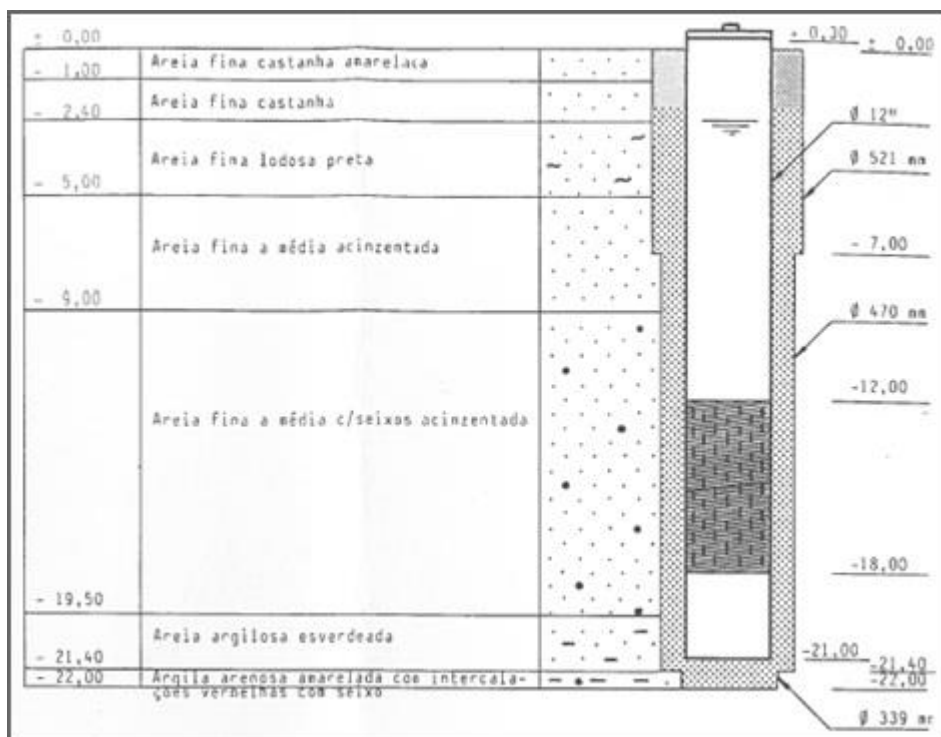 ± 0,00
Areia fina castanha amarelada
- 1,00
Areia fina castanha
- 2,40
Areia fina lodosa preta
- 5,00
Areia fina a média acinzentada
- 9,00
Areia fina a média c/seixos acinzentada
- 19,50
Areia argilosa esverdeada
- 21,40
- 22,00
Argila arenosa amarelada com intercala-
ções vermelhas com seixo
+ 0,30
± 0,00
Ø 12"
Ø 521 mm
- 7,00
Ø 470 mm
-12,00
-18,00
-21,00
-21,40
-22,00
Ø 339 m